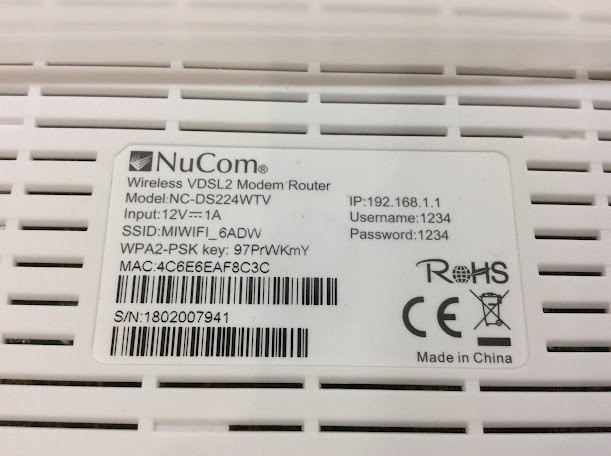 NuCom®
Wireless VDSL2 Modem Router
Model:NC-DS224WTV
Input:12V⎓1A
SSID:MIWIFI_6ADW
WPA2-PSK key: 97PrWKmY
MAC:4C6E6EAF8C3C
S/N:1802007941
IP:192.168.1.1
Username:1234
Password:1234
RoHS
CE
Made in China